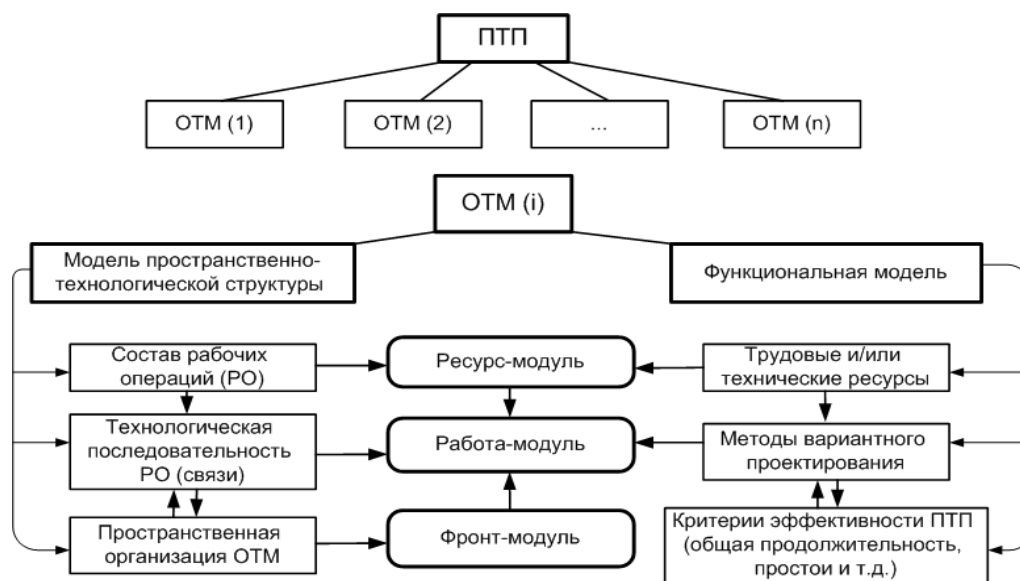 ПТП
ОТМ (1)
ОТМ (2)
...
ОТМ (n)
ОТМ (i)
Модель пространственно-
технологической структуры
Функциональная модель
Состав рабочих
операций (РО)
Ресурс-модуль
Трудовые и/или
технические ресурсы
Технологическая
последовательность
РО (связи)
Работа-модуль
Методы вариантного
проектирования
Пространственная
организация ОТМ
Фронт-модуль
Критерии эффективности ПТП
(общая продолжительность,
простои и т.д.)